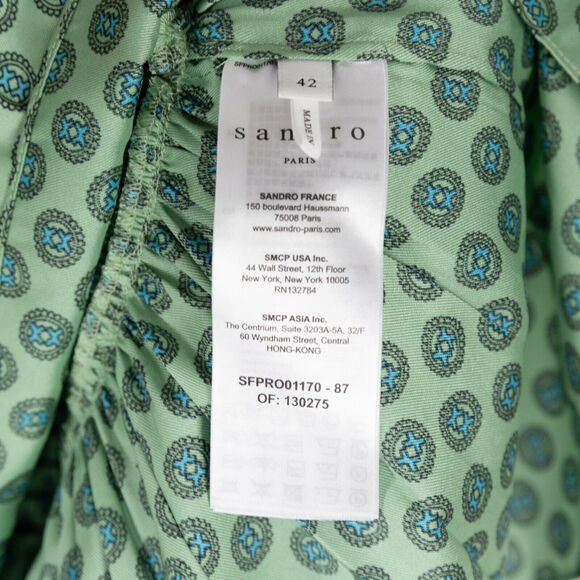 42
MADE IN
sandro
PARIS
SANDRO FRANCE
150 boulevard Haussmann
75008 Paris
www.sandro-paris.com
SMCP USA Inc.
44 Wall Street, 12th Floor
New York, New York 10005
RN132784
SMCP ASIA Inc.
The Centrium, Suite 3203A-5A, 32/F
60 Wyndham Street, Central
HONG-KONG
SFPRO01170 - 87
OF: 130275